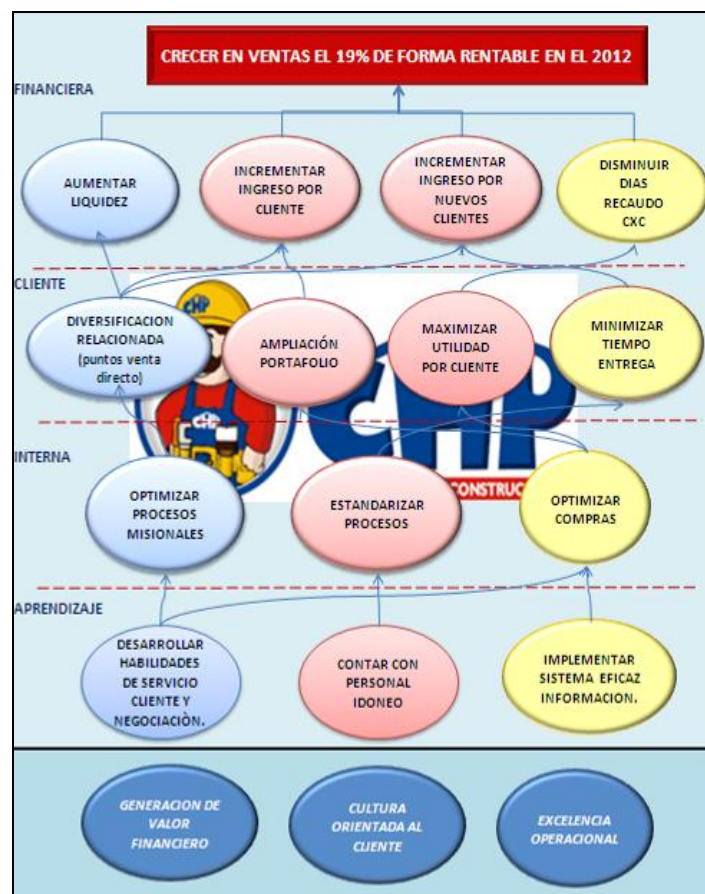 CRECER EN VENTAS EL 19% DE FORMA RENTABLE EN EL 2012
FINANCIERA
AUMENTAR
LIQUIDEZ
INCREMENTAR
INGRESO POR
CLIENTE
INCREMENTAR
INGRESO POR
NUEVOS
CLIENTES
DISMINUIR
DIAS
RECAUDO
CXC
CLIENTE
CHP
DIVERSIFICACION
RELACIONADA
(puntos venta
directo)
AMPLIACIÓN
PORTAFOLIO
MAXIMIZAR
UTILIDAD
POR CLIENTE
MINIMIZAR
TIEMPO
ENTREGA
CHP
CHP
CONSTRUC
INTERNA
OPTIMIZAR
PROCESOS
MISIONALES
ESTANDARIZAR
PROCESOS
OPTIMIZAR
COMPRAS
APRENDIZAJE
DESARROLLAR
HABILIDADES
DE SERVICIO
CLIENTE Y
NEGOCIACIÒN.
CONTAR CON
PERSONAL
IDONEO
IMPLEMENTAR
SISTEMA EFICAZ
INFORMACION.
GENERACION DE
VALOR
FINANCIERO
CULTURA
ORIENTADA AL
CLIENTE
EXCELENCIA
OPERACIONAL